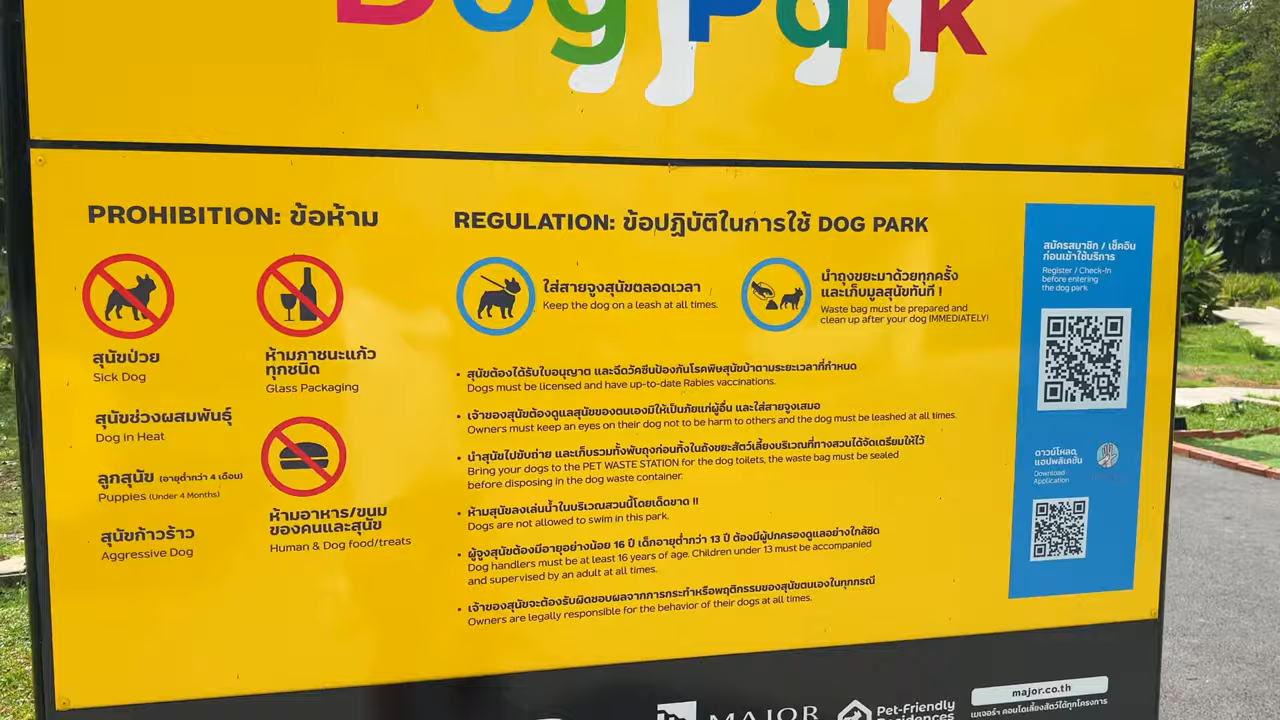 Dog Park
PROHIBITION: ข้อห้าม
สุนัขป่วย
Sick Dog
สุนัขช่วงผสมพันธุ์
Dog in Heat
ลูกสุนัข (อายุต่ำกว่า 4 เดือน)
Puppies (Under 4 Months)
สุนัขก้าวร้าว
Aggressive Dog
ห้ามภาชนะแก้ว
ทุกชนิด
Glass Packaging
ห้ามอาหาร/ขนม
ของคนและสุนัข
Human & Dog food/treats
REGULATION: ข้อปฏิบัติในการใช้ DOG PARK
ใส่สายจูงสุนัขตลอดเวลา
Keep the dog on a leash at all times.
นำถุงขยะมาด้วยทุกครั้ง
และเก็บมูลสุนัขทันที !
Waste bag must be prepared and
clean up after your dog IMMEDIATELY!
• สุนัขต้องได้รับใบอนุญาต และฉีดวัคซีนป้องกันโรคพิษสุนัขบ้าตามระยะเวลาที่กำหนด
Dogs must be licensed and have up-to-date Rabies vaccinations.
• เจ้าของสุนัขต้องดูแลสุนัขของตนเองมิให้เป็นภัยแก่ผู้อื่น และใส่สายจูงเสมอ
Owners must keep an eyes on their dog not to be harm to others and the dog must be leashed at all times.
• นำสุนัขไปขับถ่าย และเก็บรวมทั้งพับถุงก่อนทิ้งในถังขยะสัตว์เลี้ยงบริเวณที่ทางสวนได้จัดเตรียมให้ไว้
Bring your dogs to the PET WASTE STATION for the dog toilets, the waste bag must be sealed
before disposing in the dog waste container.
• ห้ามสุนัขลงเล่นน้ำในบริเวณสวนนี้โดยเด็ดขาด !!
Dogs are not allowed to swim in this park.
• ผู้จูงสุนัขต้องมีอายุอย่างน้อย 16 ปี เด็กอายุต่ำกว่า 13 ปี ต้องมีผู้ปกครองดูแลอย่างใกล้ชิด
Dog handlers must be at least 16 years of age. Children under 13 must be accompanied
and supervised by an adult at all times.
• เจ้าของสุนัขจะต้องรับผิดชอบผลจากการกระทำหรือพฤติกรรมของสุนัขตนเองในทุกกรณี
Owners are legally responsible for the behavior of their dogs at all times.
สมัครสมาชิก / เช็คอิน
ก่อนเข้าใช้บริการ
Register / Check-In
before entering
the dog park
ดาวน์โหลด
แอปพลิเคชัน
Download
Application
MAJOR
Pet-Friendly
Residences
major.co.th
เมเจอร์ฯ คอนโดเลี้ยงสัตว์ได้ทุกโครงการ